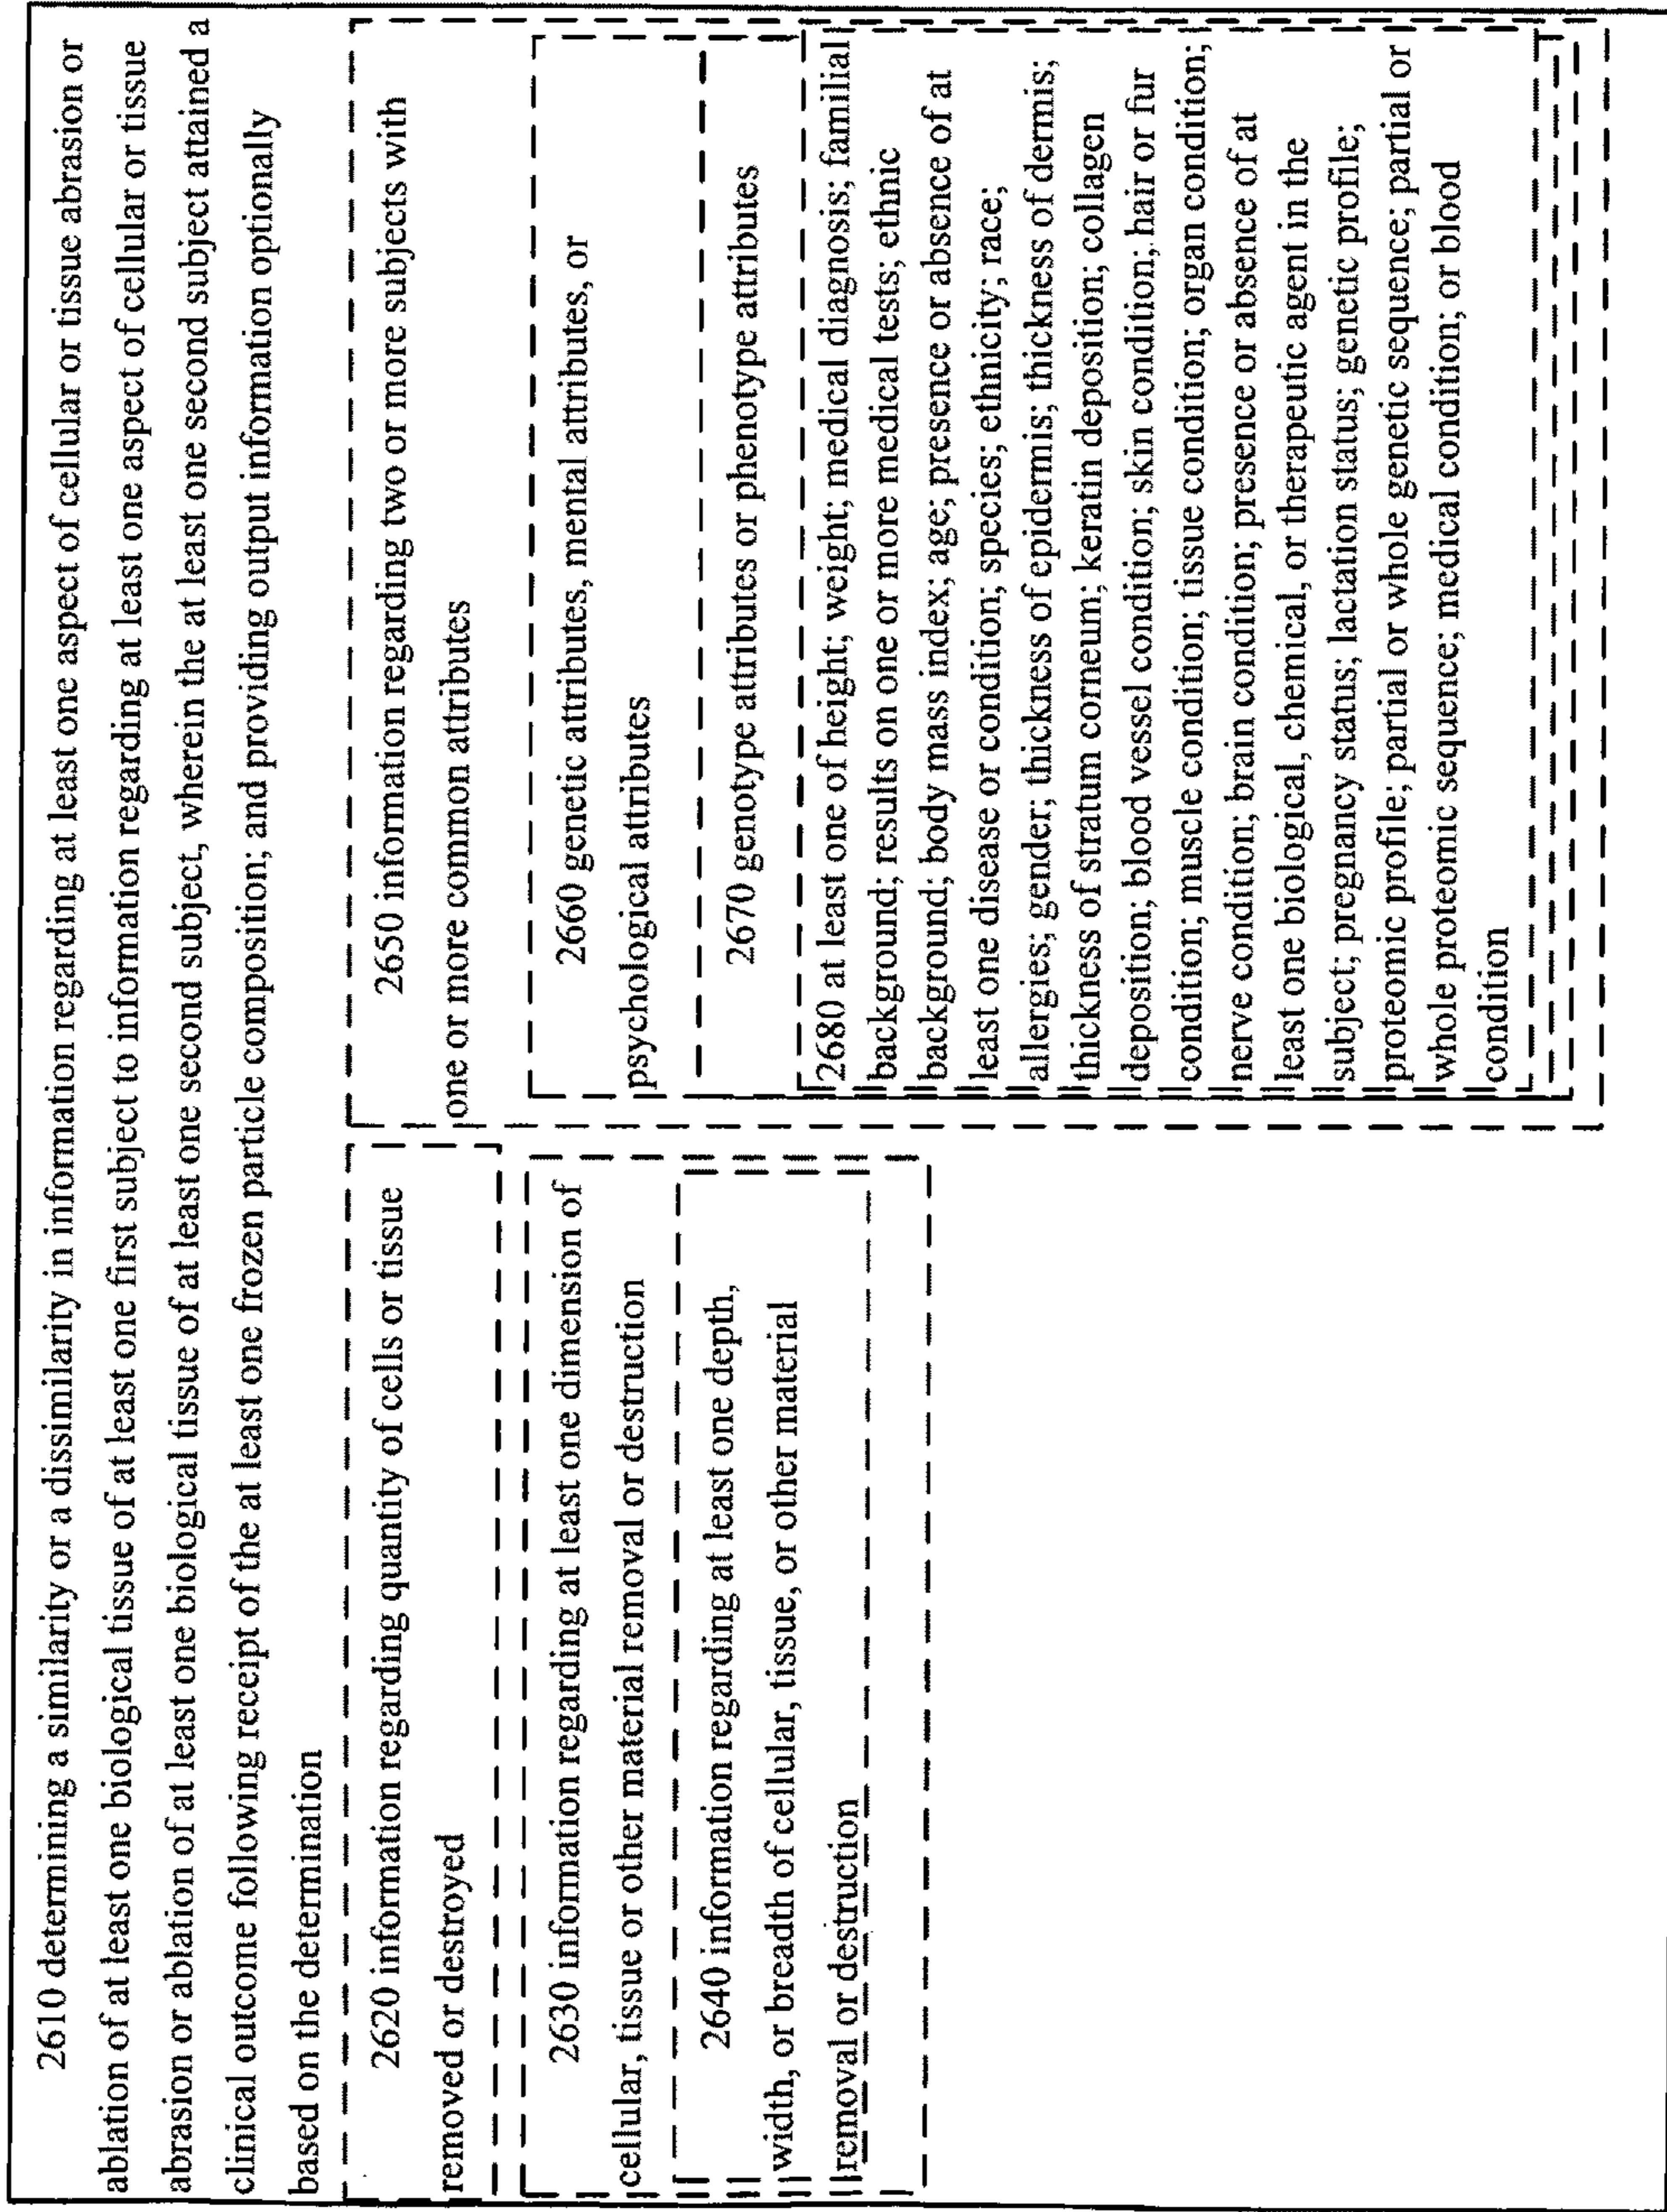 2610 determining a similarity or a dissimilarity in information regarding at least one aspect of cellular or tissue abrasion or
ablation of at least one biological tissue of at least one first subject to information regarding at least one aspect of cellular or tissue
abrasion or ablation of at least one biological tissue of at least one second subject, wherein the at least one second subject attained a
clinical outcome following receipt of the at least one frozen particle composition; and providing output information optionally
based on the determination
2620 information regarding quantity of cells or tissue
removed or destroyed
2630 information regarding at least one dimension of
cellular, tissue or other material removal or destruction
2640 information regarding at least one depth,
width, or breadth of cellular, tissue, or other material
removal or destruction
2650 information regarding two or more subjects with
one or more common attributes
2660 genetic attributes, mental attributes, or
psychological attributes
2670 genotype attributes or phenotype attributes
2680 at least one of height; weight; medical diagnosis; familial
background; results on one or more medical tests; ethnic
background; body mass index; age; presence or absence of at
least one disease or condition; species; ethnicity; race;
allergies; gender; thickness of epidermis; thickness of dermis;
thickness of stratum corneum; keratin deposition; collagen
deposition; blood vessel condition; skin condition; hair or fur
condition; muscle condition; tissue condition; organ condition;
nerve condition; brain condition; presence or absence of at
least one biological, chemical, or therapeutic agent in the
subject; pregnancy status; lactation status; genetic profile;
proteomic profile; partial or whole genetic sequence; partial or
whole proteomic sequence; medical condition; or blood
condition